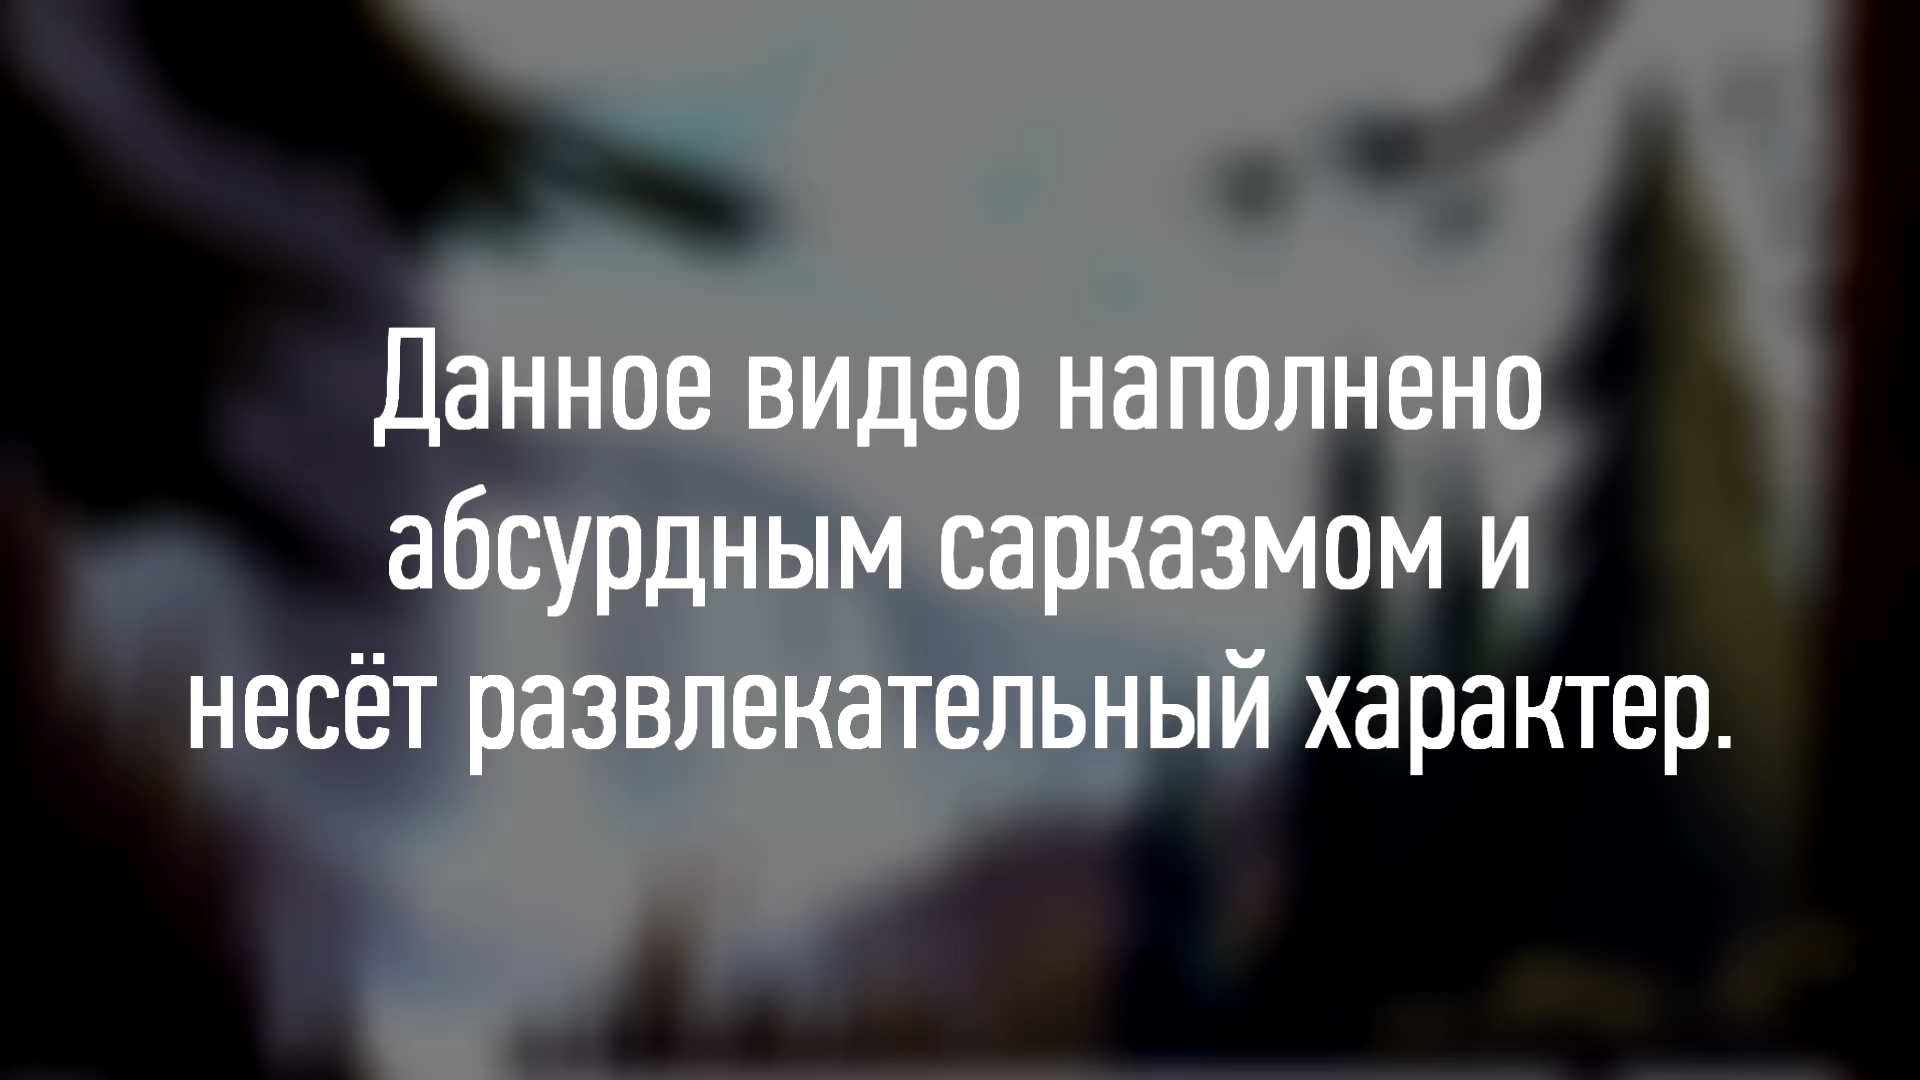 Данное видео наполнено
абсурдным сарказмом и
несёт развлекательный характер.